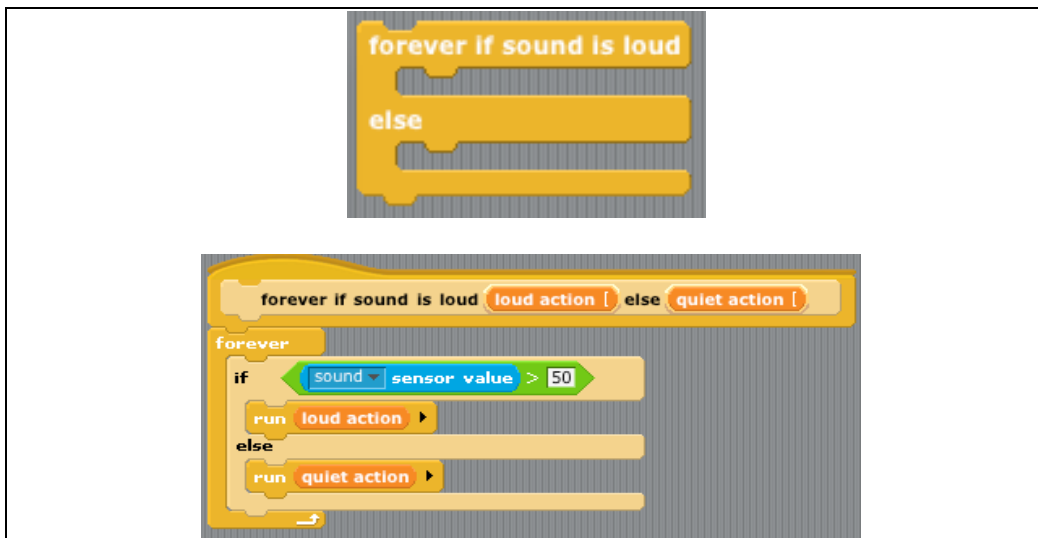 forever if sound is loud
else
forever if sound is loud loud action [ else quiet action [
forever
if sound sensor value > 50
run loud action
else
run quiet action